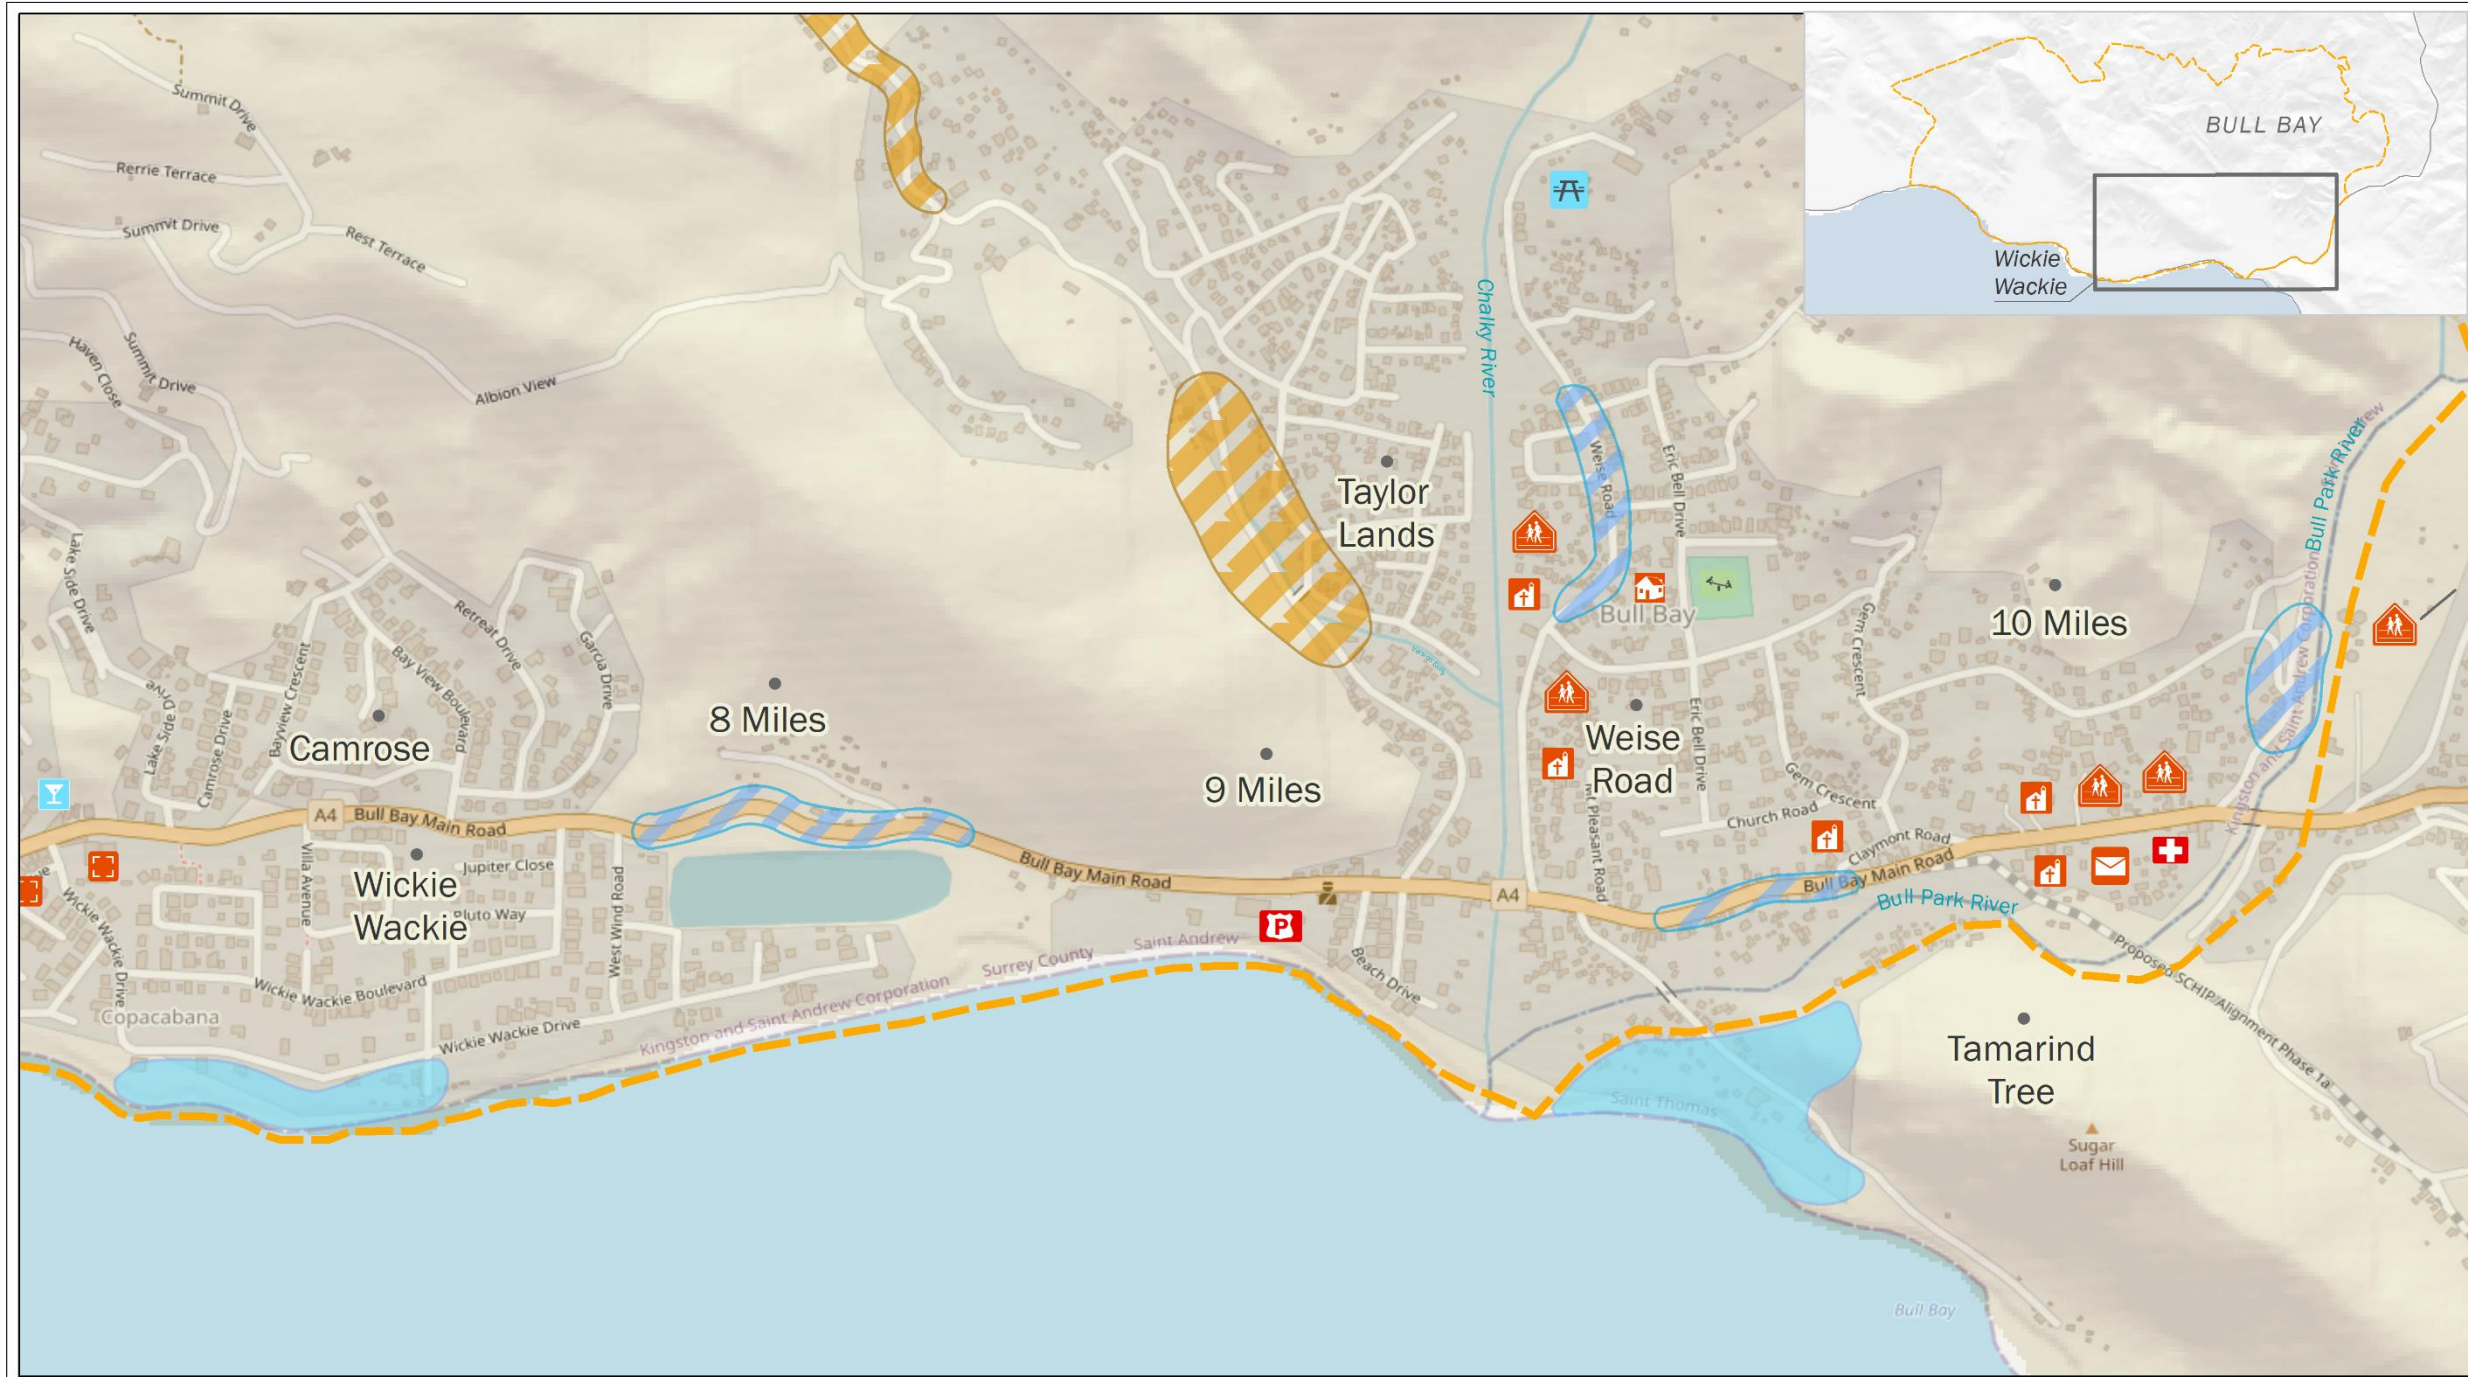 Summit Drive
Rerrie Terrace
Summit Drive
Rest Terrace
Haven Close
Summit Drive
Albion View
Chalky River
BULL BAY
Wickie
Wackie
Taylor
Lands
Weise Road
Eric Bell Drive
Bull Bay
Bull Park River
Kingston and Saint Andrew Corporation
10 Miles
Gem Crescent
Lake Side Drive
Lake Side Drive
Camrose Drive
Bayview Crescent
Bay View Boulevard
Retreat Drive
Garcia Drive
Camrose
8 Miles
9 Miles
Weise
Road
Eric Bell Drive
Mt Pleasant Road
Gem Crescent
Church Road
Claymont Road
A4
Bull Bay Main Road
Bull Bay Main Road
A4
Bull Bay Main Road
Bull Park River
Villa Avenue
Jupiter Close
Wickie
Wackie
Pluto Way
West Wind Road
Wickie Wackie Drive
Wickie Wackie Boulevard
Copacabana
Wickie Wackie Drive
Kingston and Saint Andrew Corporation
Surrey County
Saint Andrew
P
Beach Drive
Proposed SCHIP Alignment Phase 1a
Tamarind
Tree
Saint Thomas
Sugar
Loaf Hill
Bull Bay